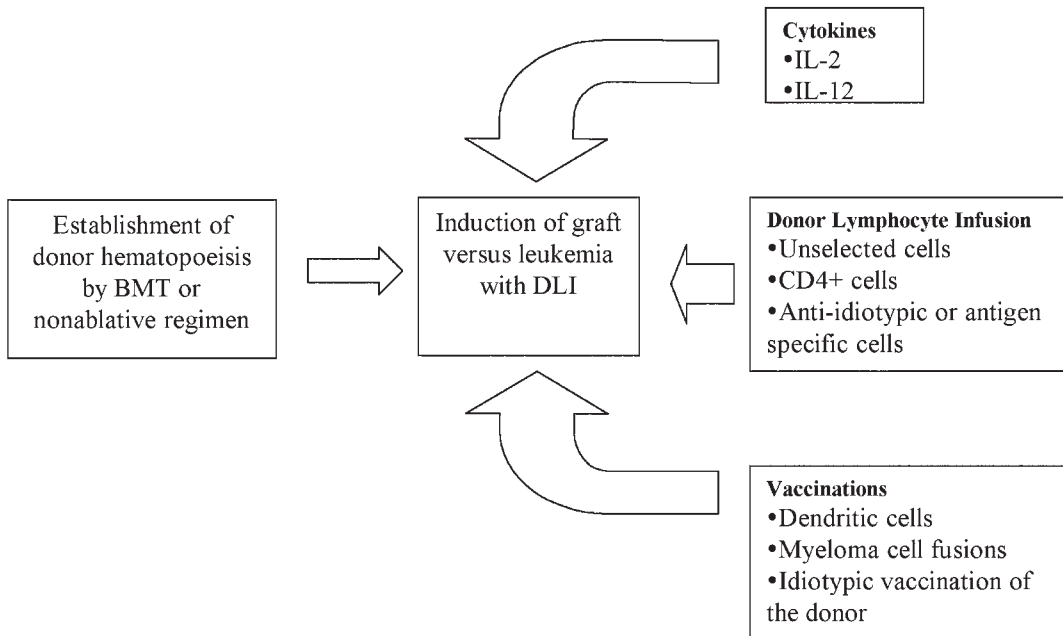 Cytokines
•IL-2
•IL-12
Establishment of
donor hematopoeisis
by BMT or
nonablative regimen
Induction of graft
versus leukemia
with DLI
Donor Lymphocyte Infusion
•Unselected cells
•CD4+ cells
•Anti-idiotypic or antigen
specific cells
Vaccinations
•Dendritic cells
•Myeloma cell fusions
•Idiotypic vaccination of
the donor